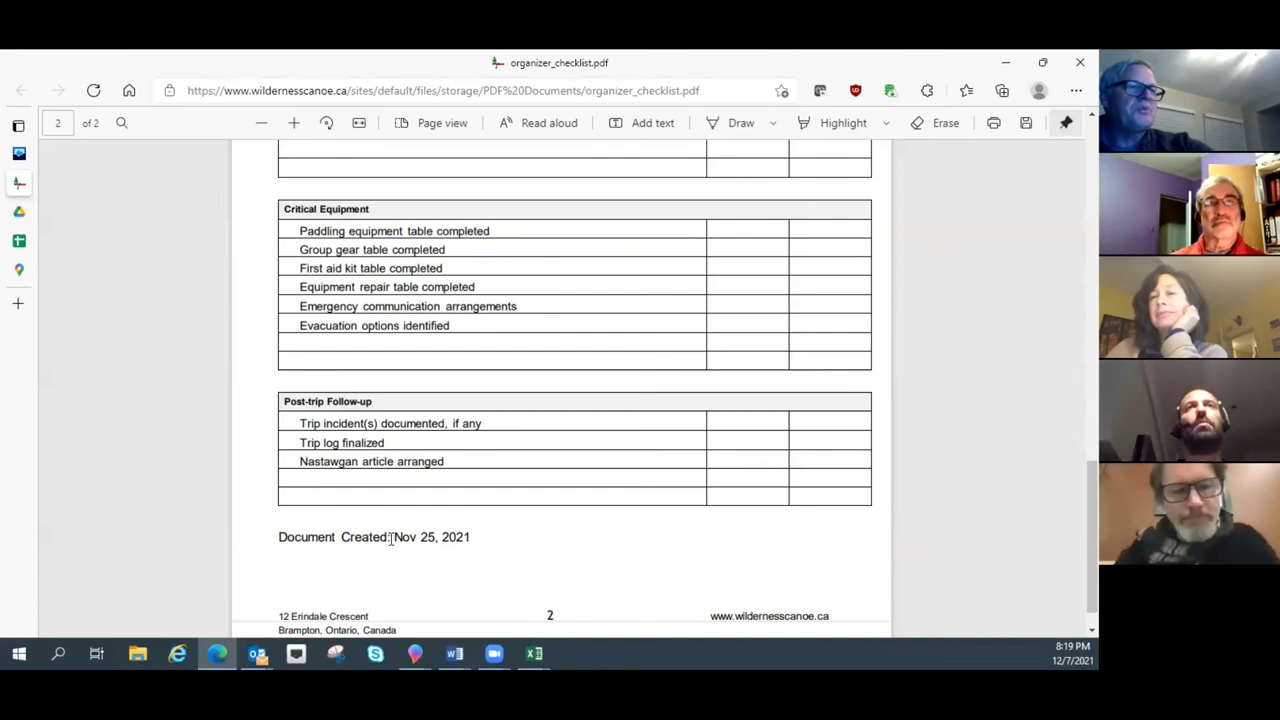 organizer_checklist.pdf
https://www.wildernesscanoe.ca/sites/default/files/storage/PDF%20Documents/organizer_checklist.pdf
2 of 2 Page view Read aloud Add text Draw Highlight Erase
Critical Equipment
Paddling equipment table completed
Group gear table completed
First aid kit table completed
Equipment repair table completed
Emergency communication arrangements
Evacuation options identified
Post-trip Follow-up
Trip incident(s) documented, if any
Trip log finalized
Nastawgan article arranged
Document Created: Nov 25, 2021
12 Erindale Crescent 2 www.wildernesscanoe.ca
Brampton, Ontario, Canada
8:19 PM
12/7/2021